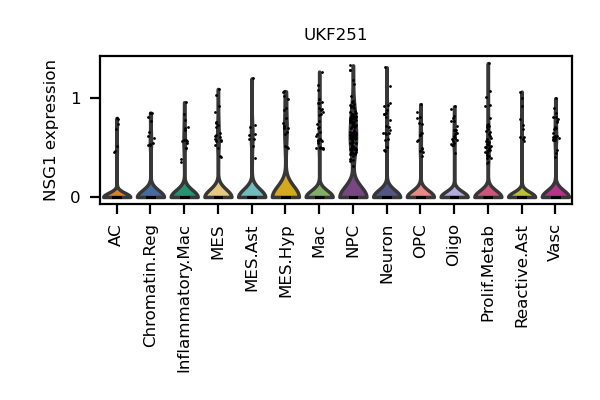 UKF251
NSG1 expression
1
0
AC
Chromatin.Reg
Inflammatory.Mac
MES
MES.Ast
MES.Hyp
Mac
NPC
Neuron
OPC
Oligo
Prolif.Metab
Reactive.Ast
Vasc